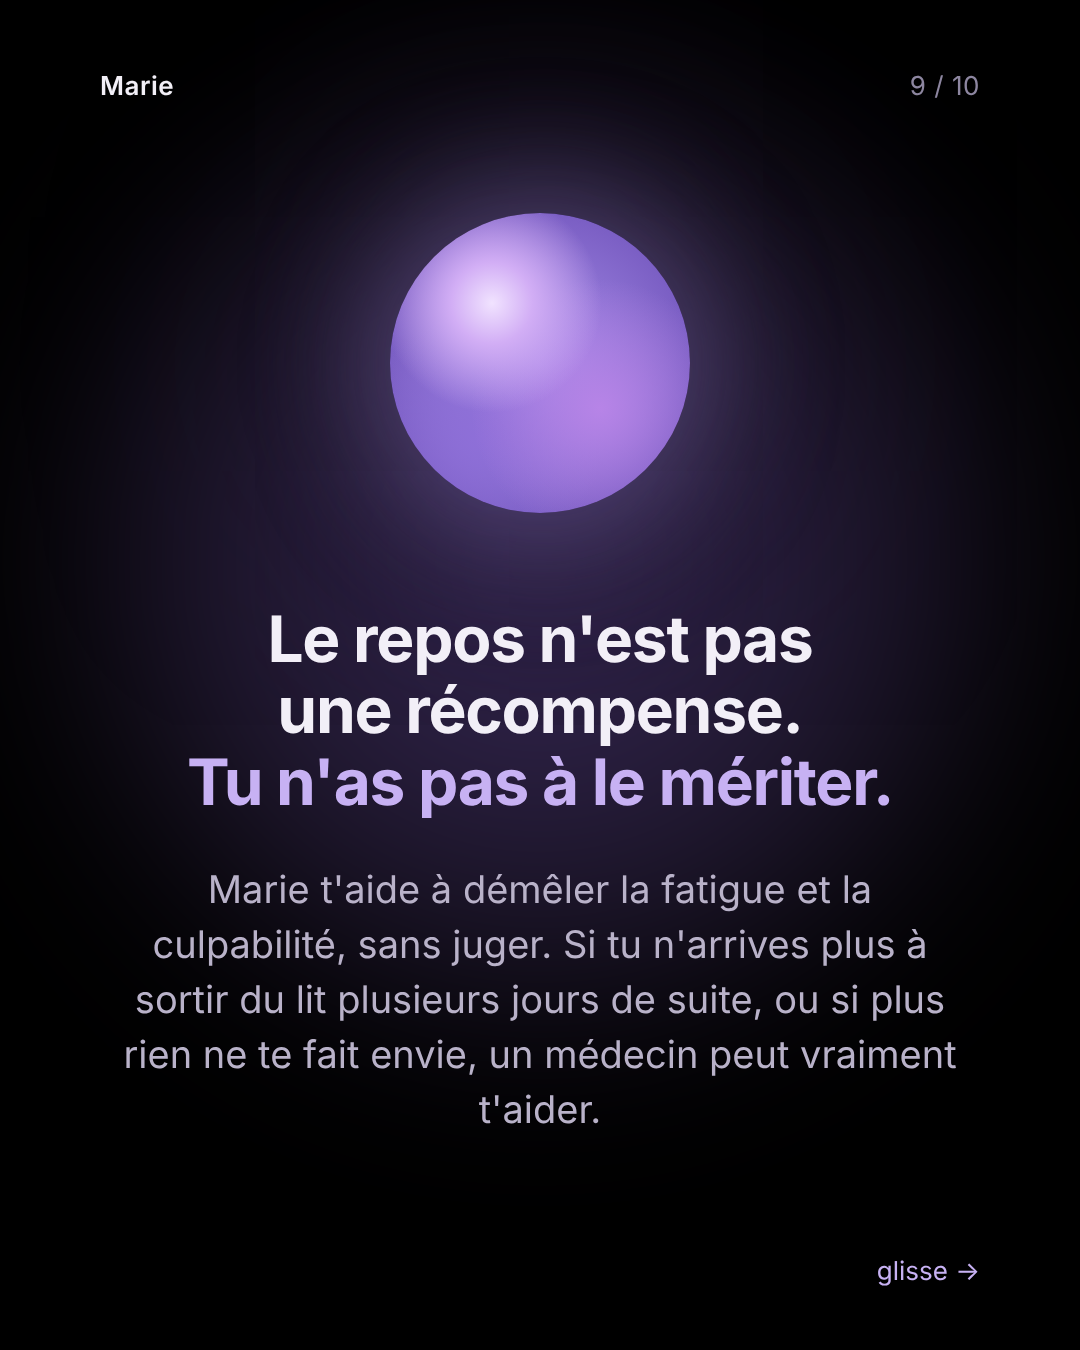 Marie
9 / 10
Le repos n'est pas
une récompense.
Tu n'as pas à le mériter.
Marie t'aide à démêler la fatigue et la
culpabilité, sans juger. Si tu n'arrives plus à
sortir du lit plusieurs jours de suite, ou si plus
rien ne te fait envie, un médecin peut vraiment
t'aider.
glisse →